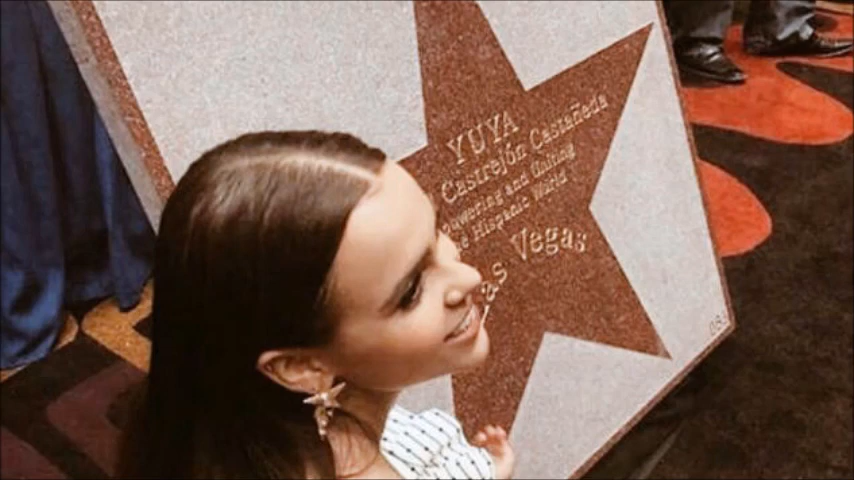 YUYA
Castrejón Castañeda
and Uniting
Hispanic World
Vegas